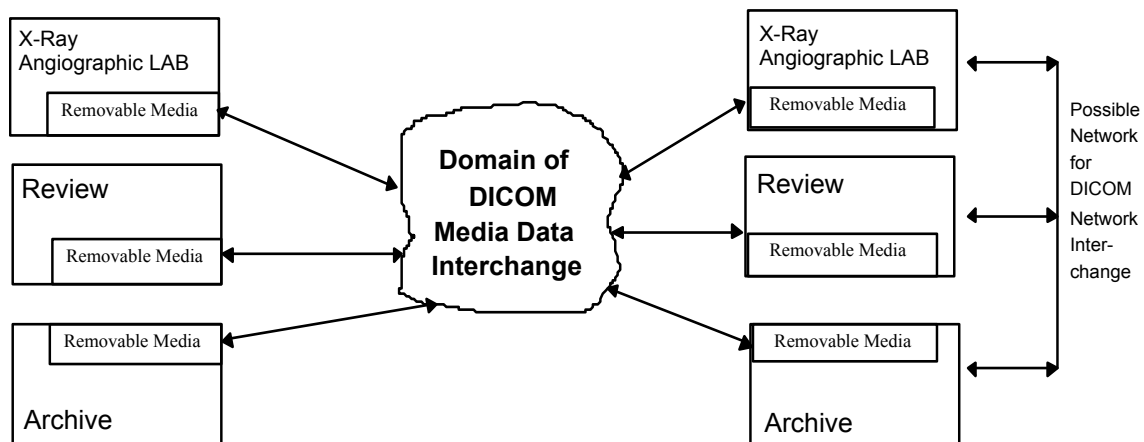 X-Ray
Angiographic LAB
Removable Media
Review
Removable Media
Removable Media
Archive
Domain of
DICOM
Media Data
Interchange
X-Ray
Angiographic LAB
Removable Media
Review
Removable Media
Removable Media
Archive
Possible
Network
for
DICOM
Network
Inter-
change